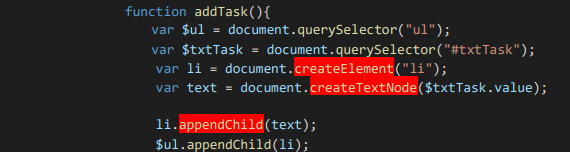 function addTask(){
var $ul = document.querySelector("ul");
var $txtTask = document.querySelector("#txtTask");
var li = document.createElement("li");
var text = document.createTextNode($txtTask.value);
li.appendChild(text);
$ul.appendChild(li);